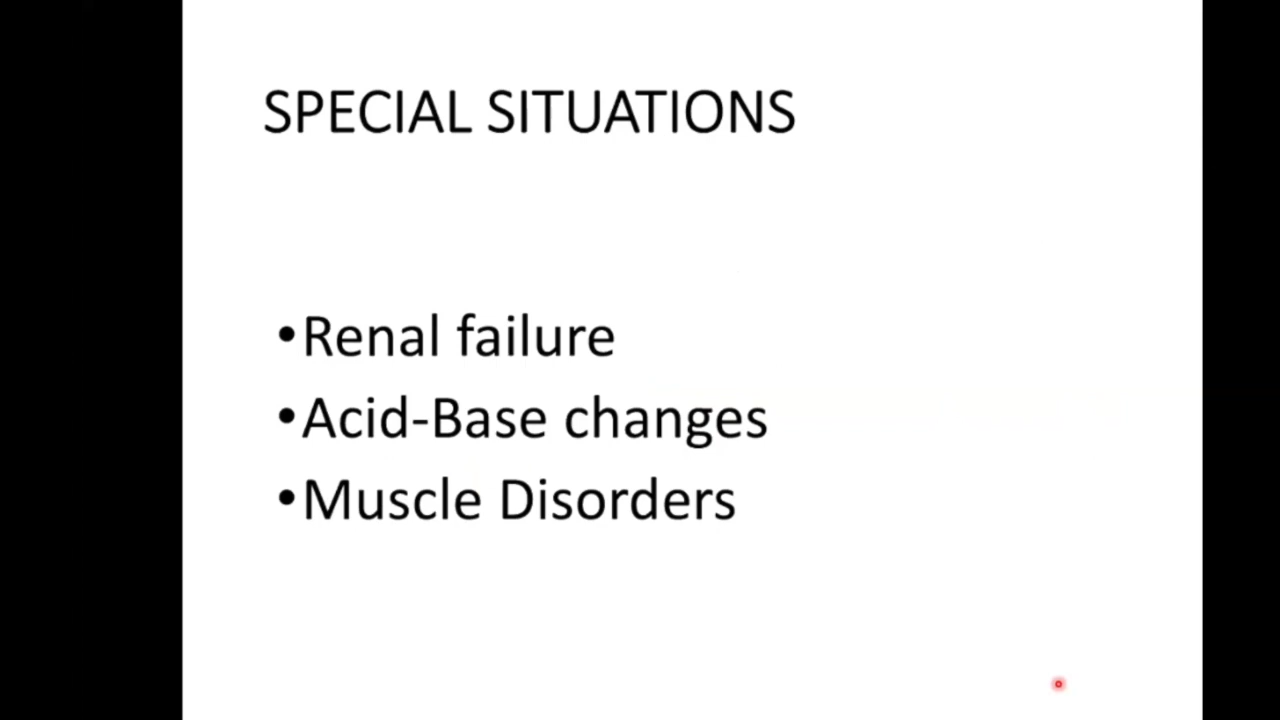 SPECIAL SITUATIONS
•Renal failure
•Acid-Base changes
•Muscle Disorders